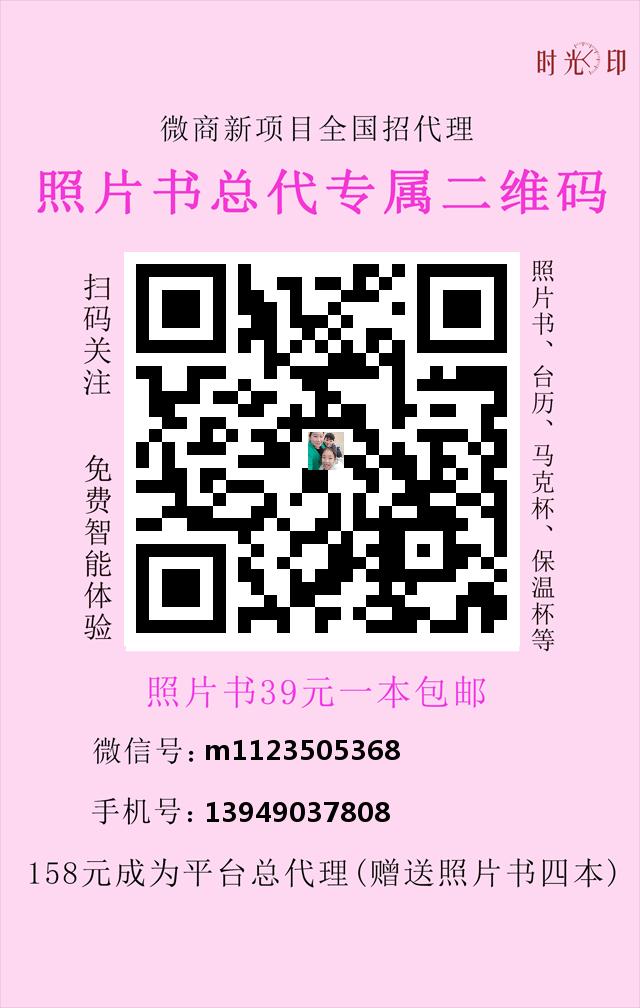 时光印
微商新项目全国招代理
照片书总代专属二维码
扫码关注 免费智能体验
照片书、台历、马克杯、保温杯等
照片书39元一本包邮
微信号:m1123505368
手机号:13949037808
158元成为平台总代理(赠送照片书四本)